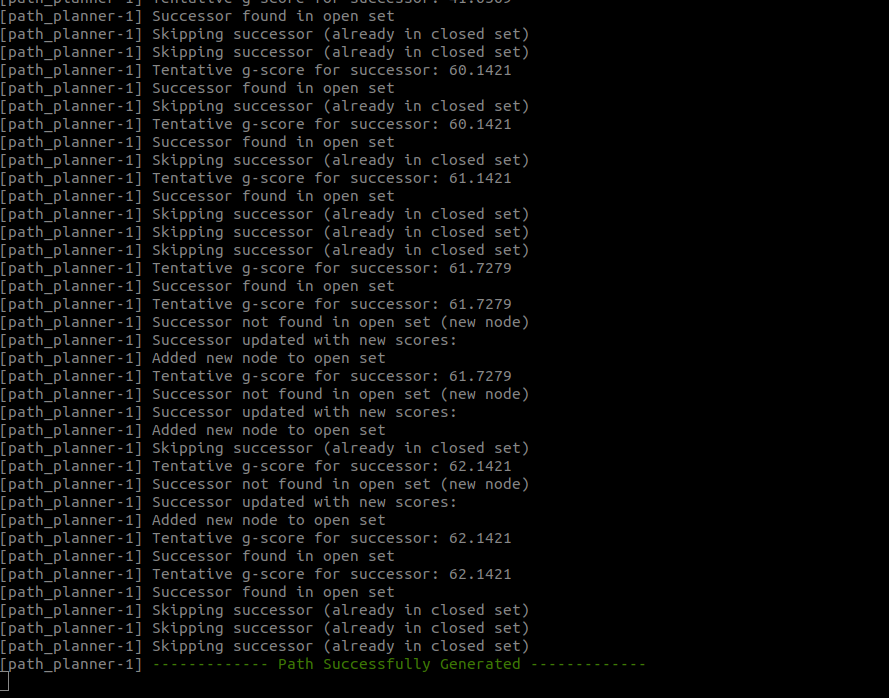 [path_planner-1] Tentative g-score for successor: 41.6569
[path_planner-1] Successor found in open set
[path_planner-1] Skipping successor (already in closed set)
[path_planner-1] Skipping successor (already in closed set)
[path_planner-1] Tentative g-score for successor: 60.1421
[path_planner-1] Successor found in open set
[path_planner-1] Skipping successor (already in closed set)
[path_planner-1] Tentative g-score for successor: 60.1421
[path_planner-1] Successor found in open set
[path_planner-1] Skipping successor (already in closed set)
[path_planner-1] Tentative g-score for successor: 61.1421
[path_planner-1] Successor found in open set
[path_planner-1] Skipping successor (already in closed set)
[path_planner-1] Skipping successor (already in closed set)
[path_planner-1] Skipping successor (already in closed set)
[path_planner-1] Tentative g-score for successor: 61.7279
[path_planner-1] Successor found in open set
[path_planner-1] Tentative g-score for successor: 61.7279
[path_planner-1] Successor not found in open set (new node)
[path_planner-1] Successor updated with new scores:
[path_planner-1] Added new node to open set
[path_planner-1] Tentative g-score for successor: 61.7279
[path_planner-1] Successor not found in open set (new node)
[path_planner-1] Successor updated with new scores:
[path_planner-1] Added new node to open set
[path_planner-1] Skipping successor (already in closed set)
[path_planner-1] Tentative g-score for successor: 62.1421
[path_planner-1] Successor not found in open set (new node)
[path_planner-1] Successor updated with new scores:
[path_planner-1] Added new node to open set
[path_planner-1] Tentative g-score for successor: 62.1421
[path_planner-1] Successor found in open set
[path_planner-1] Tentative g-score for successor: 62.1421
[path_planner-1] Successor found in open set
[path_planner-1] Skipping successor (already in closed set)
[path_planner-1] Skipping successor (already in closed set)
[path_planner-1] Skipping successor (already in closed set)
[path_planner-1] ------------- Path Successfully Generated -------------